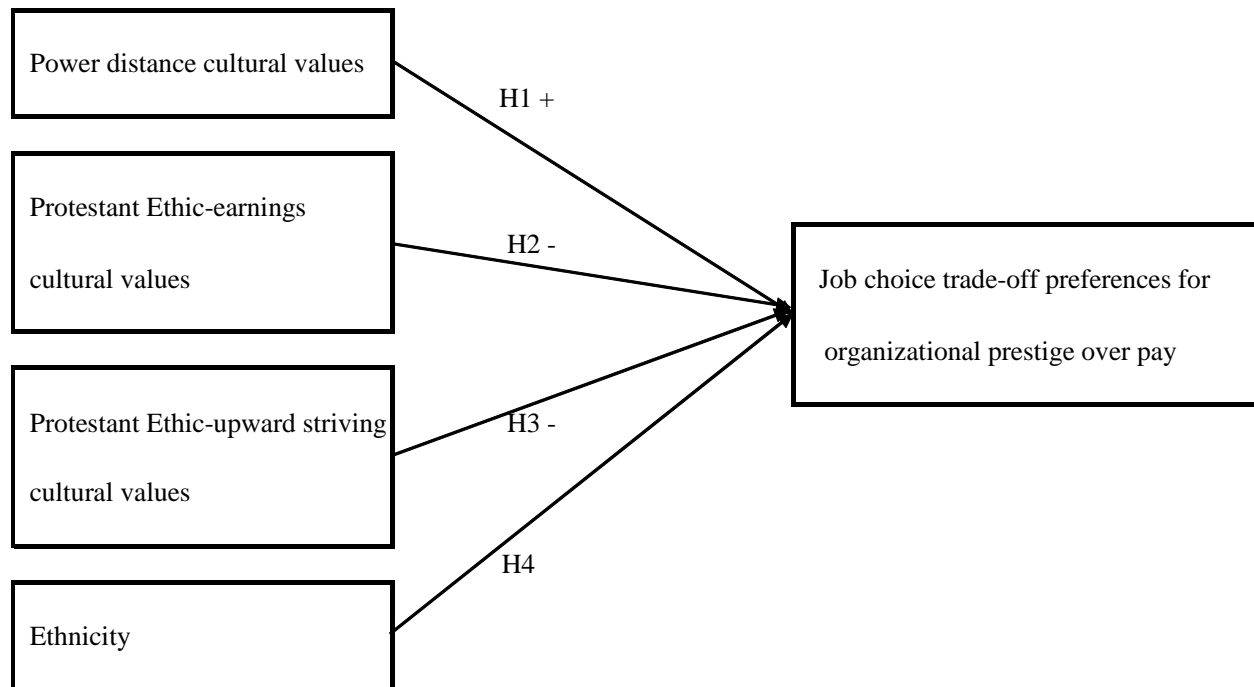 Power distance cultural values
H1 +
Protestant Ethic-earnings
cultural values
H2 -
Job choice trade-off preferences for
organizational prestige over pay
Protestant Ethic-upward striving
cultural values
H3 -
H4
Ethnicity